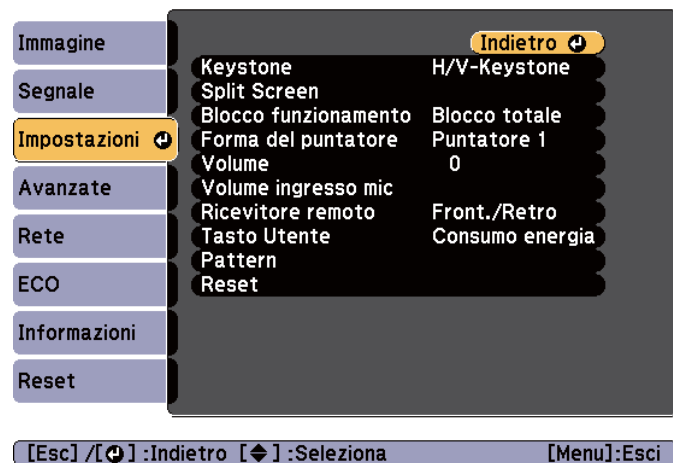 Immagine
Segnale
Impostazioni
Avanzate
Rete
ECO
Informazioni
Reset
Indietro
Keystone H/V-Keystone
Split Screen
Blocco funzionamento Blocco totale
Forma del puntatore Puntatore 1
Volume 0
Volume ingresso mic
Ricevitore remoto Front./Retro
Tasto Utente Consumo energia
Pattern
Reset
[Esc] /[⏎] :Indietro [◆] :Seleziona [Menu]:Esci